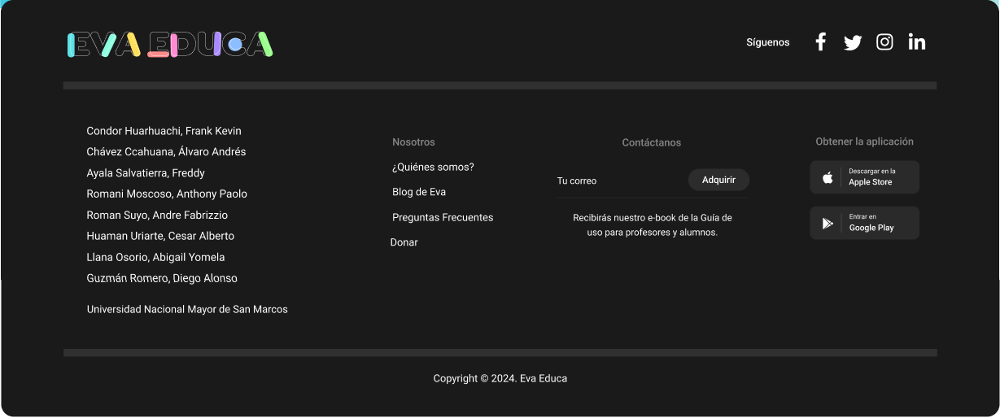 EVA EDUCA
Síguenos
Condor Huarhuachi, Frank Kevin
Chávez Ccahuana, Álvaro Andrés
Ayala Salvatierra, Freddy
Romani Moscoso, Anthony Paolo
Roman Suyo, Andre Fabrizzio
Huaman Uriarte, Cesar Alberto
Llana Osorio, Abigail Yomela
Guzmán Romero, Diego Alonso
Universidad Nacional Mayor de San Marcos
Nosotros
¿Quiénes somos?
Blog de Eva
Preguntas Frecuentes
Donar
Contáctanos
Tu correo
Adquirir
Recibirás nuestro e-book de la Guía de
uso para profesores y alumnos.
Obtener la aplicación
Descargar en la
Apple Store
Entrar en
Google Play
Copyright © 2024. Eva Educa